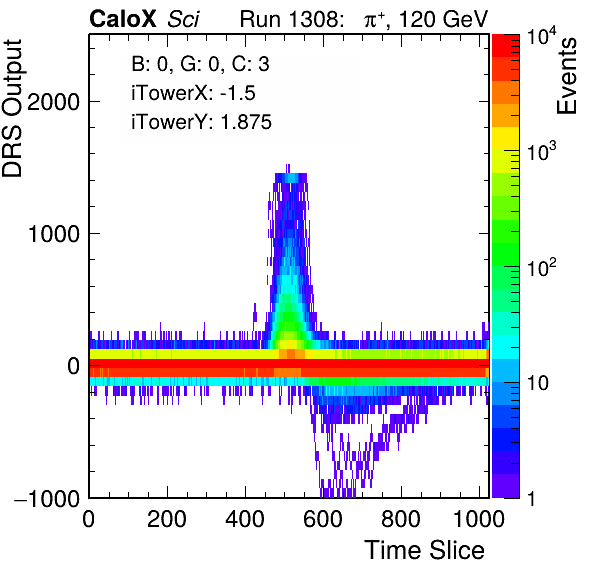 CaloX Sci Run 1308: π⁺, 120 GeV
B: 0, G: 0, C: 3
iTowerX: -1.5
iTowerY: 1.875
DRS Output
2000
1000
0
−1000
0 200 400 600 800 1000
Time Slice
Events
10⁴
10³
10²
10
1